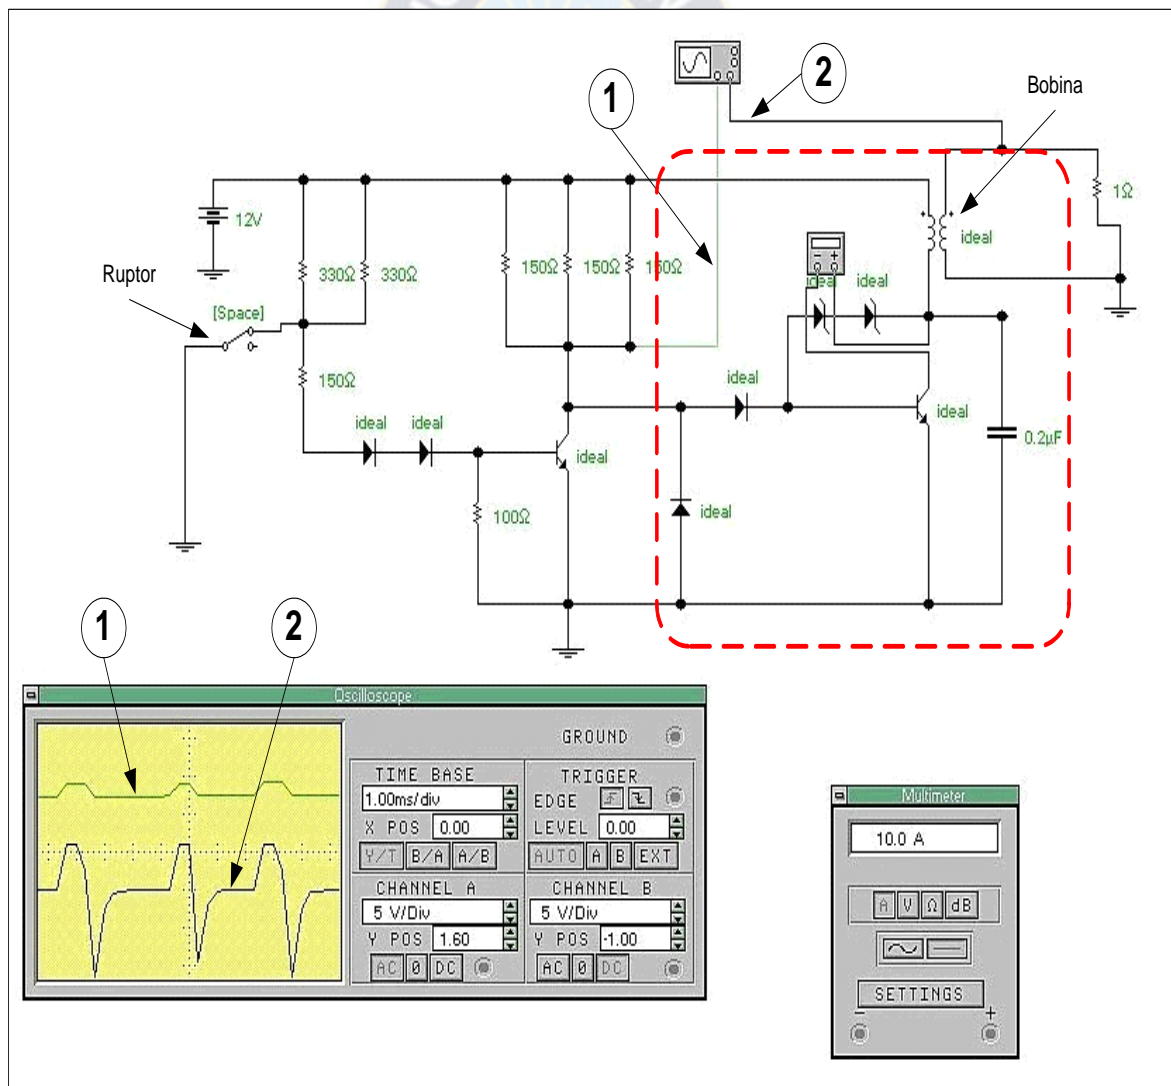 2
1
Bobina
12V
1Ω
ideal
Ruptor
330Ω 330Ω
150Ω 150Ω 150Ω
ideal ideal
[Space]
150Ω
ideal
ideal ideal
ideal
ideal
0.2µF
100Ω
ideal
1
2
Oscilloscope
GROUND
TIME BASE
1.00ms/div
X POS 0.00
Y/T B/A A/B
TRIGGER
EDGE
LEVEL 0.00
AUTO A B EXT
CHANNEL A
5 V/Div
Y POS 1.60
AC 0 DC
CHANNEL B
5 V/Div
Y POS -1.00
AC 0 DC
Multimeter
10.0 A
A V Ω dB
SETTINGS
- +